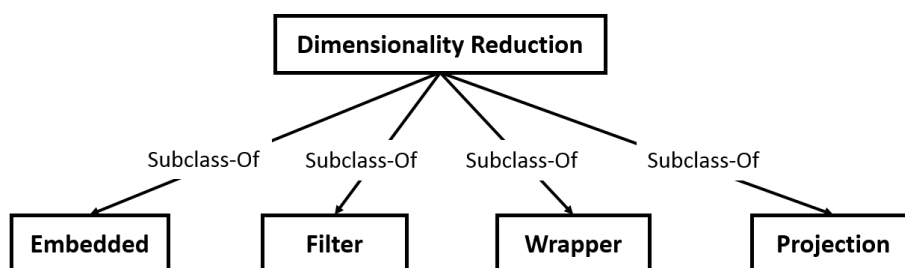 Dimensionality Reduction
Subclass-Of
Subclass-Of
Subclass-Of
Subclass-Of
Embedded
Filter
Wrapper
Projection